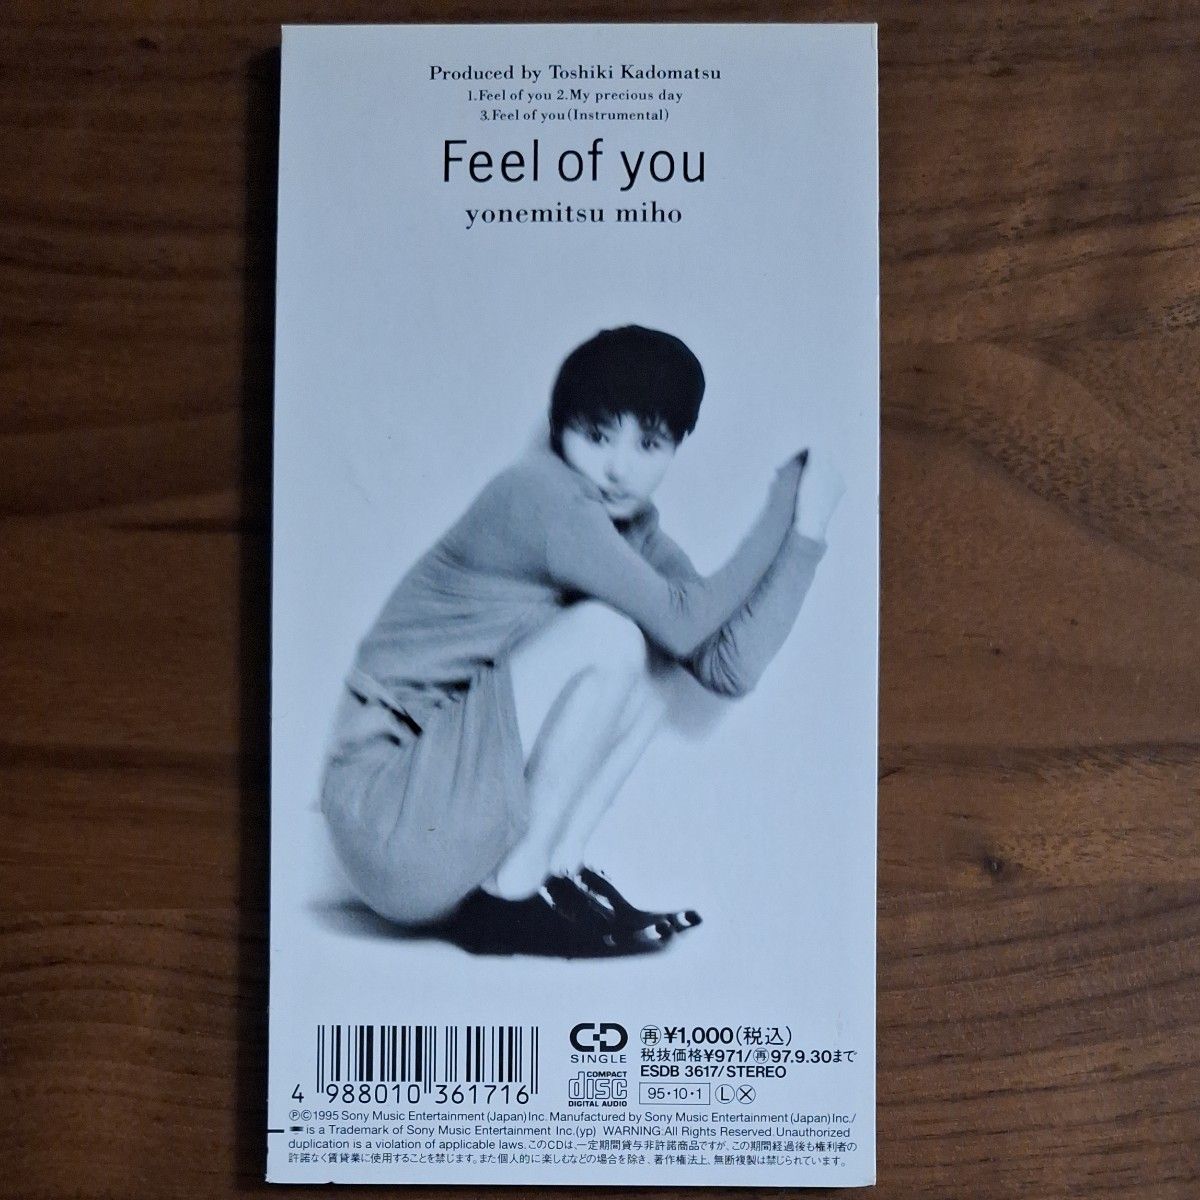 Produced by Toshiki Kadomatsu
1.Feel of you 2.My precious day
3.Feel of you(Instrumental)
Feel of you
yonemitsu miho
4 988010 361716
CD
SINGLE
COMPACT
disc
DIGITAL AUDIO
再¥1,000(税込)
税抜価格¥971/再97.9.30まで
ESDB 3617/STEREO
95・10・1 L X
ⓅⒸ1995 Sony Music Entertainment(Japan)Inc. Manufactured by Sony Music Entertainment(Japan)Inc./
is a Trademark of Sony Music Entertainment Inc.(yp) WARNING:All Rights Reserved.Unauthorized
duplication is a violation of applicable laws.このCDは、一定期間貸与非許諾商品ですが、この期間経過後も権利者の
許諾なく賃貸業に使用することを禁じます。また個人的に楽しむなどの場合を除き、著作権法上、無断複製は禁じられています。